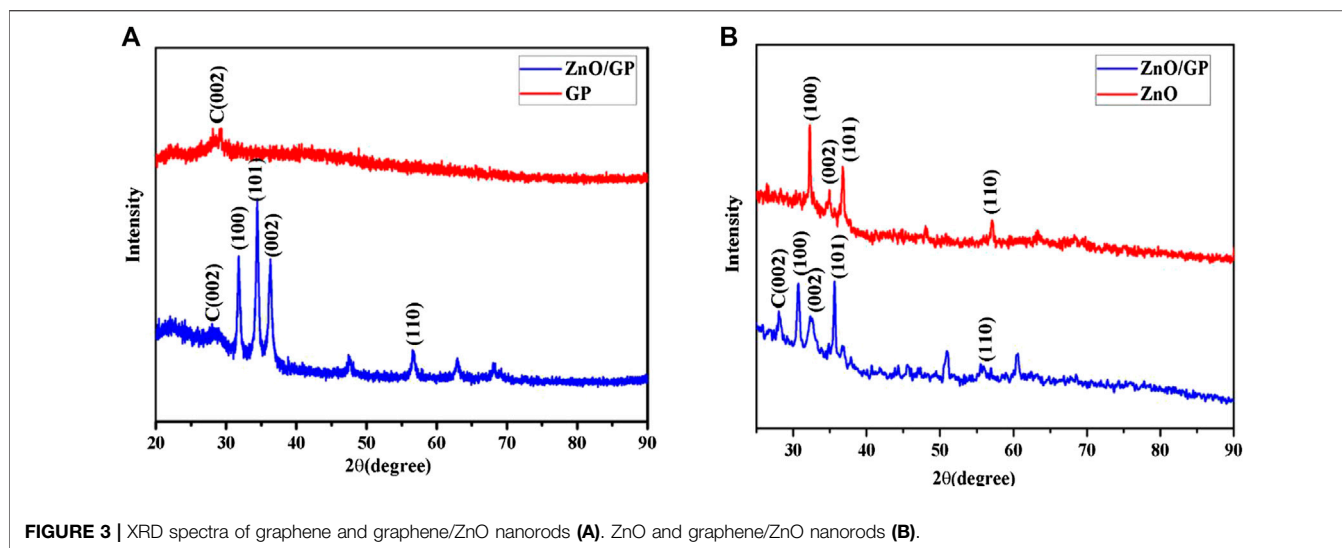 A
ZnO/GP
GP
C(002)
(101)
(100)
(002)
C(002)
(110)
Intensity
20 30 40 50 60 70 80 90
2θ(degree)
B
ZnO/GP
ZnO
(100)
(002)
(101)
(110)
C(002)
(100)
(002)
(101)
(110)
Intensity
30 40 50 60 70 80 90
2θ(degree)
FIGURE 3 | XRD spectra of graphene and graphene/ZnO nanorods (A). ZnO and graphene/ZnO nanorods (B).